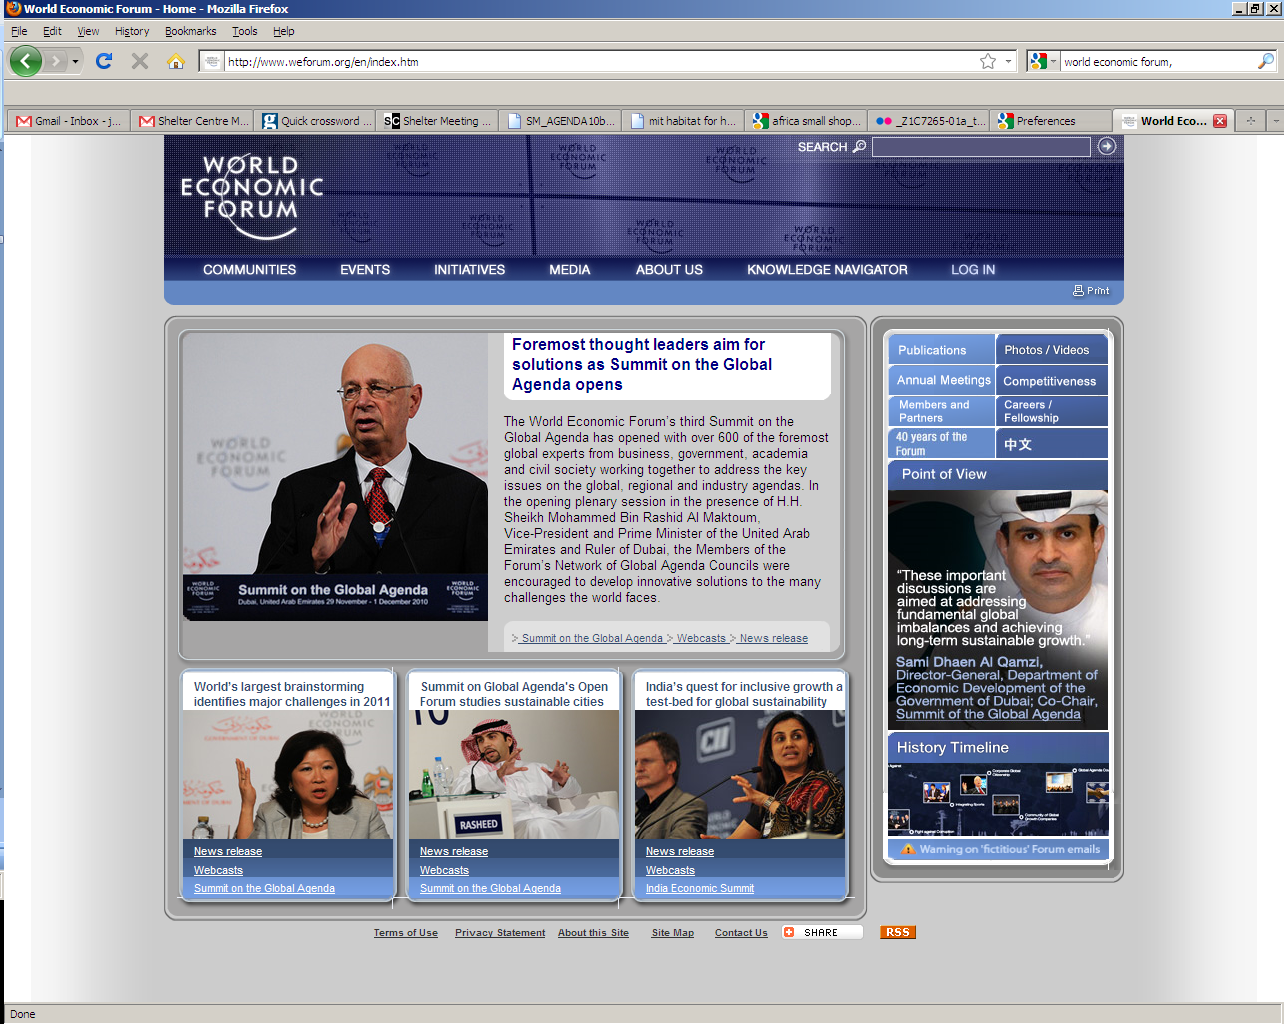 World Economic Forum - Home - Mozilla Firefox
File Edit View History Bookmarks Tools Help
http://www.weforum.org/en/index.htm
world economic forum,
Gmail - Inbox - j...
Shelter Centre M...
Quick crossword ...
Shelter Meeting ...
SM_AGENDA10b...
mit habitat for h...
africa small shop...
_Z1C7265-01a_t...
Preferences
World Eco...
WORLD
ECONOMIC
FORUM
SEARCH
COMMUNITIES EVENTS INITIATIVES MEDIA ABOUT US KNOWLEDGE NAVIGATOR LOG IN
Print
WORLD
ECONOMIC
FORUM
Summit on the Global Agenda
Dubai, United Arab Emirates 29 November - 1 December 2010
Foremost thought leaders aim for
solutions as Summit on the Global
Agenda opens
The World Economic Forum's third Summit on the
Global Agenda has opened with over 600 of the foremost
global experts from business, government, academia
and civil society working together to address the key
issues on the global, regional and industry agendas. In
the opening plenary session in the presence of H.H.
Sheikh Mohammed Bin Rashid Al Maktoum,
Vice-President and Prime Minister of the United Arab
Emirates and Ruler of Dubai, the Members of the
Forum's Network of Global Agenda Councils were
encouraged to develop innovative solutions to the many
challenges the world faces.
> Summit on the Global Agenda > Webcasts > News release
World's largest brainstorming
identifies major challenges in 2011
News release
Webcasts
Summit on the Global Agenda
Summit on Global Agenda's Open
Forum studies sustainable cities
RASHEED
News release
Webcasts
Summit on the Global Agenda
India's quest for inclusive growth a
test-bed for global sustainability
CII
News release
Webcasts
India Economic Summit
Publications
Photos / Videos
Annual Meetings
Competitiveness
Members and
Partners
Careers /
Fellowship
40 years of the
Forum
中文
Point of View
“These important
discussions are
aimed at addressing
fundamental global
imbalances and achieving
long-term sustainable growth.”
Sami Dhaen Al Qamzi,
Director-General, Department of
Economic Development of the
Government of Dubai; Co-Chair,
Summit of the Global Agenda
History Timeline
Warning on 'fictitious' Forum emails
Terms of Use Privacy Statement About this Site Site Map Contact Us SHARE RSS
Done